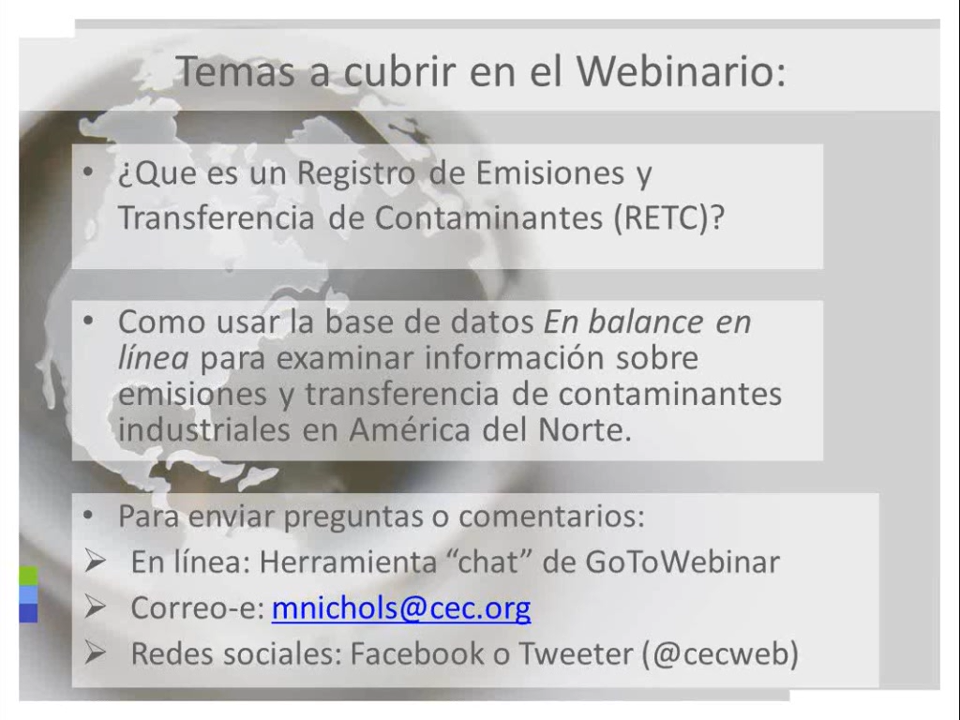 Temas a cubrir en el Webinario:
• ¿Que es un Registro de Emisiones y
Transferencia de Contaminantes (RETC)?
• Como usar la base de datos En balance en
línea para examinar información sobre
emisiones y transferencia de contaminantes
industriales en América del Norte.
• Para enviar preguntas o comentarios:
➢ En línea: Herramienta “chat” de GoToWebinar
➢ Correo-e: mnichols@cec.org
➢ Redes sociales: Facebook o Tweeter (@cecweb)